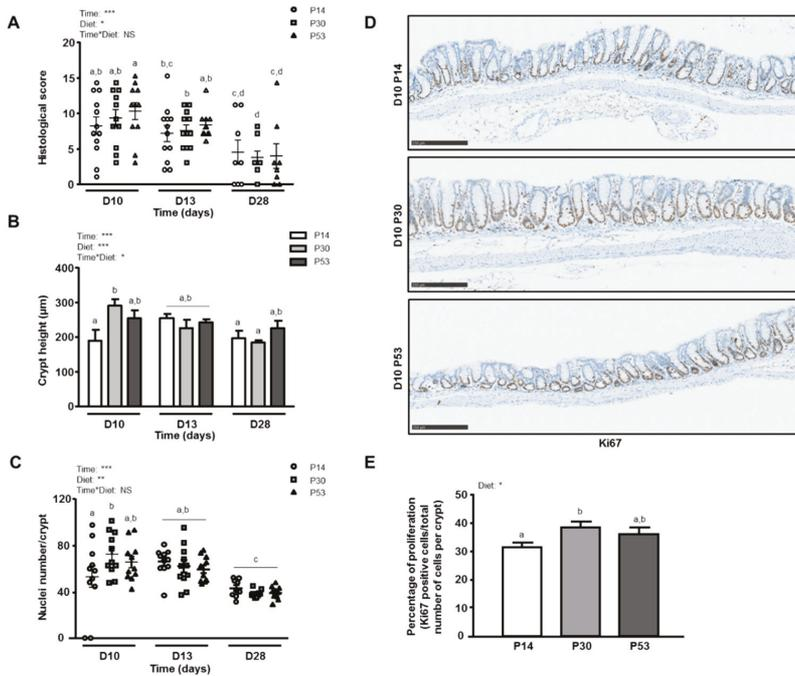 A
Time: ***
Diet: *
Time*Diet: NS
P14
P30
P53
Histological score
20
15
10
5
0
a,b a,b a
b,c b a,b
c,d d c,d
D10 D13 D28
Time (days)
B
Time: ***
Diet: ***
Time*Diet: *
P14
P30
P53
Crypt height (µm)
400
300
200
100
0
a b a,b
a,b
a a a,b
D10 D13 D28
Time (days)
C
Time: ***
Diet: **
Time*Diet: NS
P14
P30
P53
Nuclei number/crypt
120
80
40
0
a b a,b
a,b
c
D10 D13 D28
Time (days)
D
D10 P14
D10 P30
D10 P53
Ki67
E
Diet: *
Percentage of proliferation
(Ki67 positive cells/total
number of cells per crypt)
50
40
30
20
10
0
a b a,b
P14 P30 P53